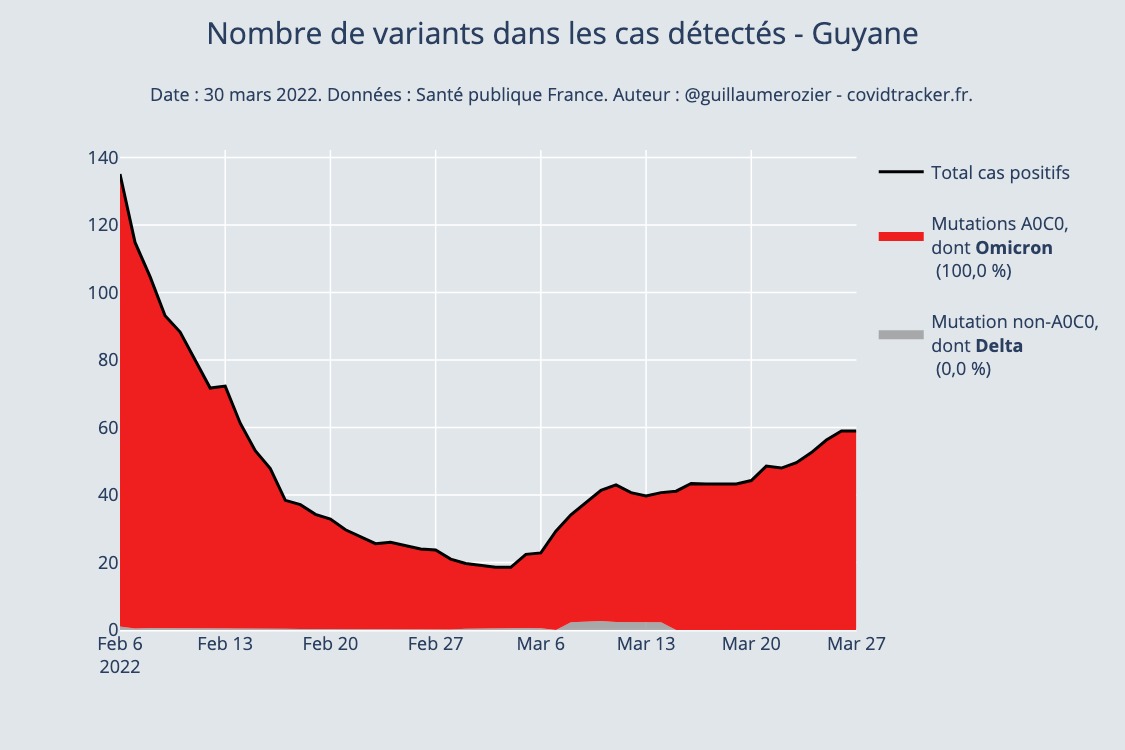 Nombre de variants dans les cas détectés - Guyane
Date : 30 mars 2022. Données : Santé publique France. Auteur : @guillaumerozier - covidtracker.fr.
140
120
100
80
60
40
20
0
Feb 6
2022
Feb 13
Feb 20
Feb 27
Mar 6
Mar 13
Mar 20
Mar 27
Total cas positifs
Mutations A0C0,
dont Omicron
(100,0 %)
Mutation non-A0C0,
dont Delta
(0,0 %)